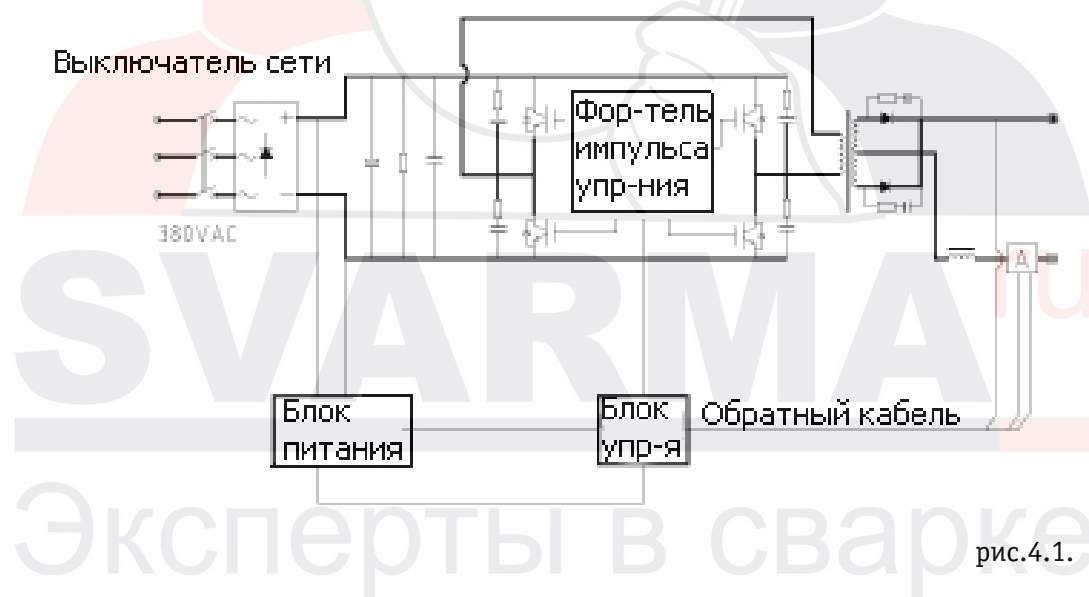 Выключатель сети
Фор-тель
импульса
упр-ния
380VAC
A
SVARMA
ru
Блок
питания
Блок
упр-я
Обратный кабель
Эксперты в сварке
рис.4.1.